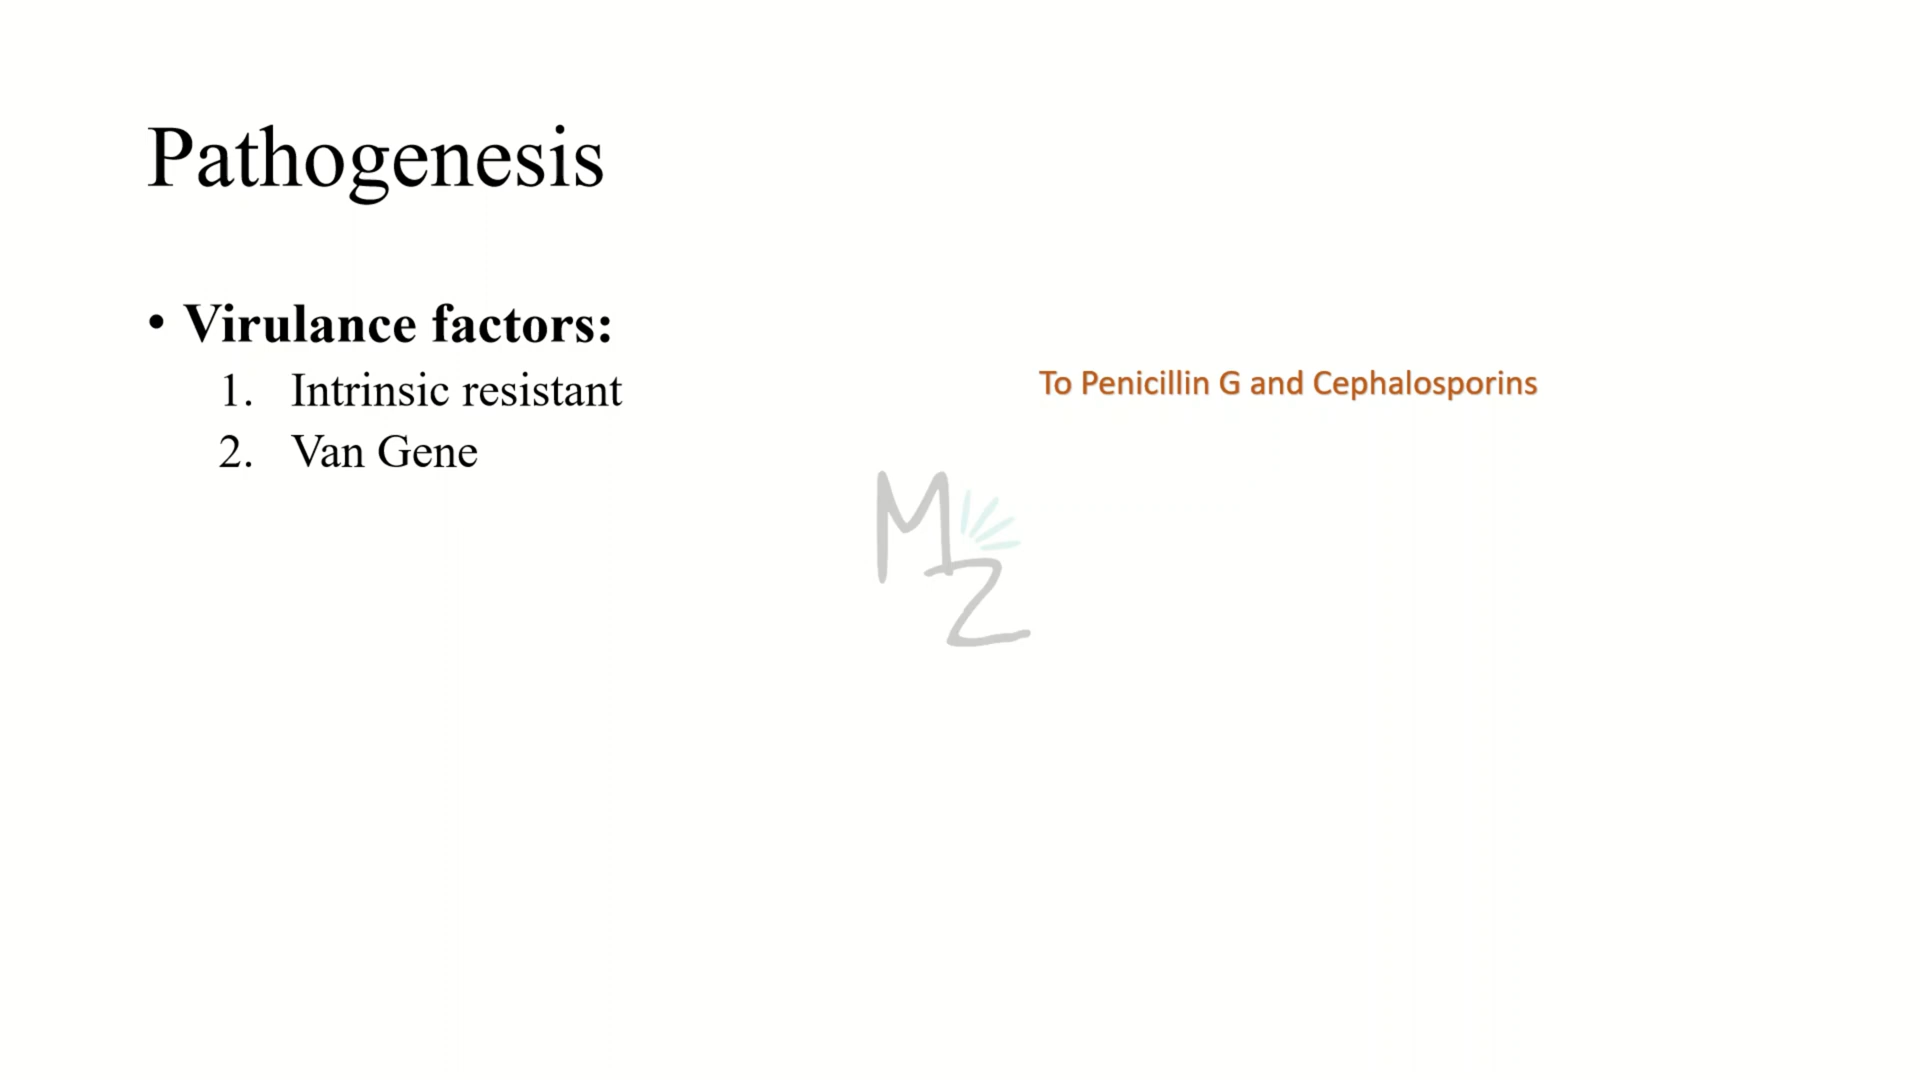 Pathogenesis
• Virulance factors:
1. Intrinsic resistant
To Penicillin G and Cephalosporins
2. Van Gene
MZ